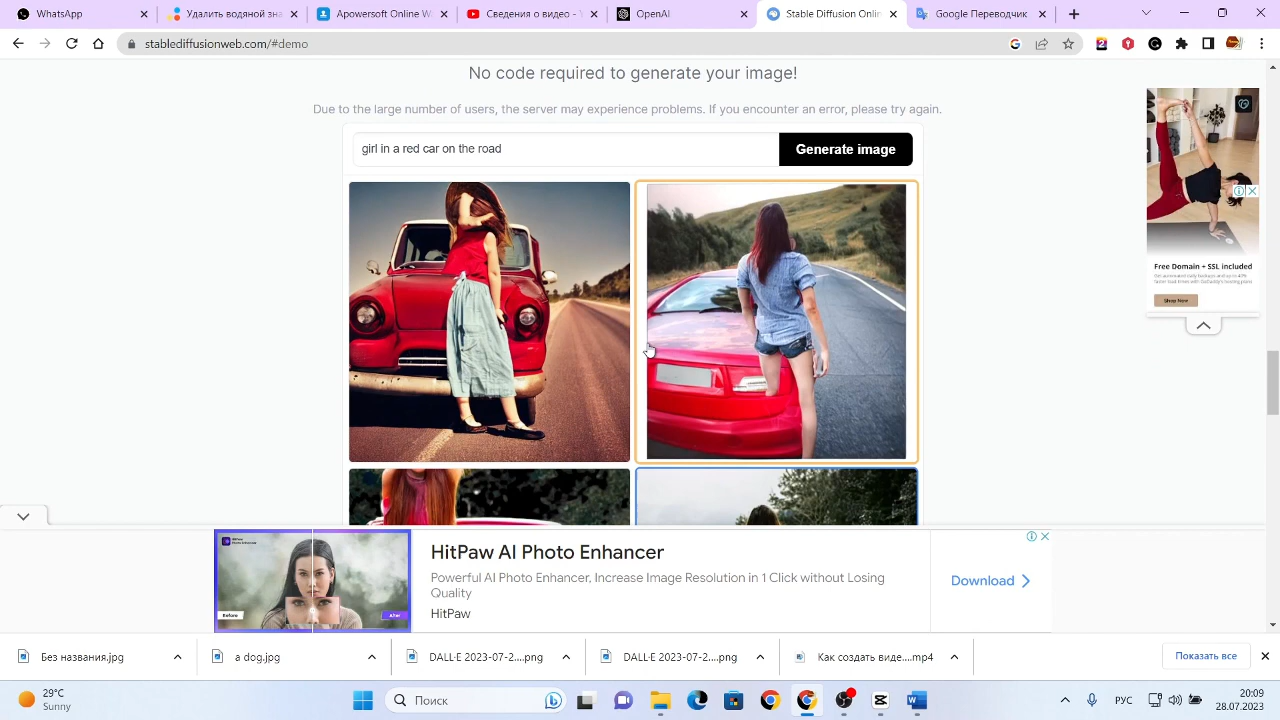 WhatsApp
Удалить водяной зна
Apowersoft Online W
Сведения о видео - Y
OpenAI
Stable Diffusion Onlin
Google Переводчик
stablediffusionweb.com/#demo
No code required to generate your image!
Due to the large number of users, the server may experience problems. If you encounter an error, please try again.
girl in a red car on the road
Generate image
Free Domain + SSL included
Shop Now
HitPaw AI Photo Enhancer
Powerful AI Photo Enhancer, Increase Image Resolution in 1 Click without Losing
Quality
HitPaw
Download
Before
After
Без названия.jpg
a dog.jpg
DALL·E 2023-07-2....png
DALL·E 2023-07-2....png
Как создать виде....mp4
Показать все
29°C
Sunny
Поиск
РУС
20:09
28.07.2023